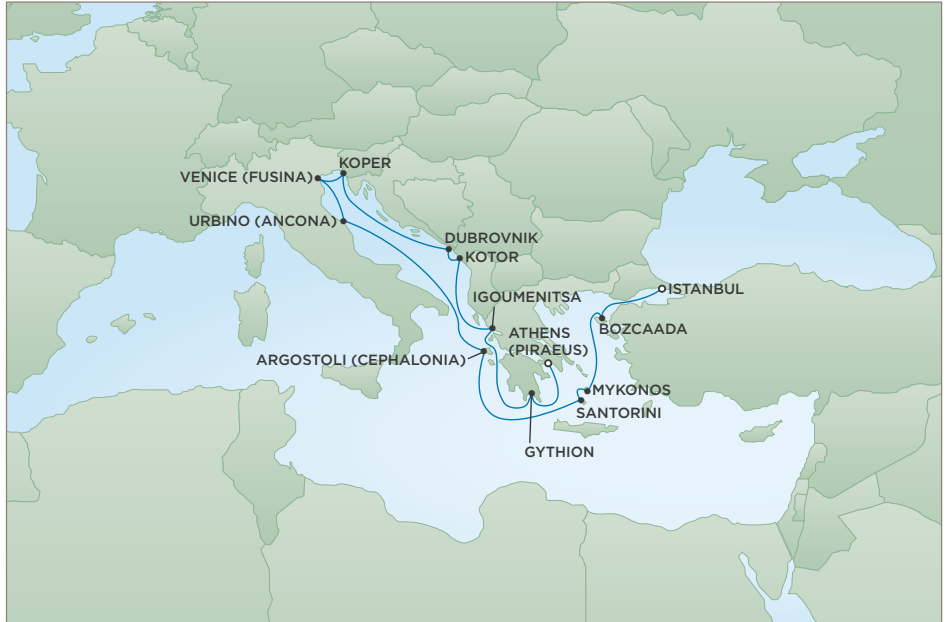 KOPER
VENICE (FUSINA)
URBINO (ANCONA)
DUBROVNIK
KOTOR
ISTANBUL
IGOUMENITSA
BOZCAADA
ATHENS
(PIRAEUS)
ARGOSTOLI (CEPHALONIA)
MYKONOS
SANTORINI
GYTHION